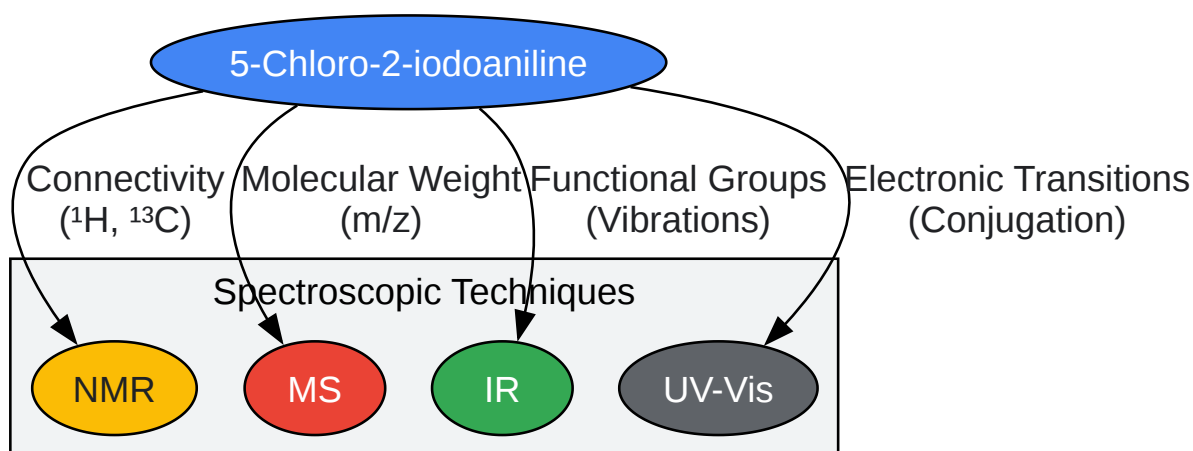 5-Chloro-2-iodoaniline
Connectivity
(¹H, ¹³C)
Molecular Weight
(m/z)
Functional Groups
(Vibrations)
Electronic Transitions
(Conjugation)
Spectroscopic Techniques
NMR
MS
IR
UV-Vis